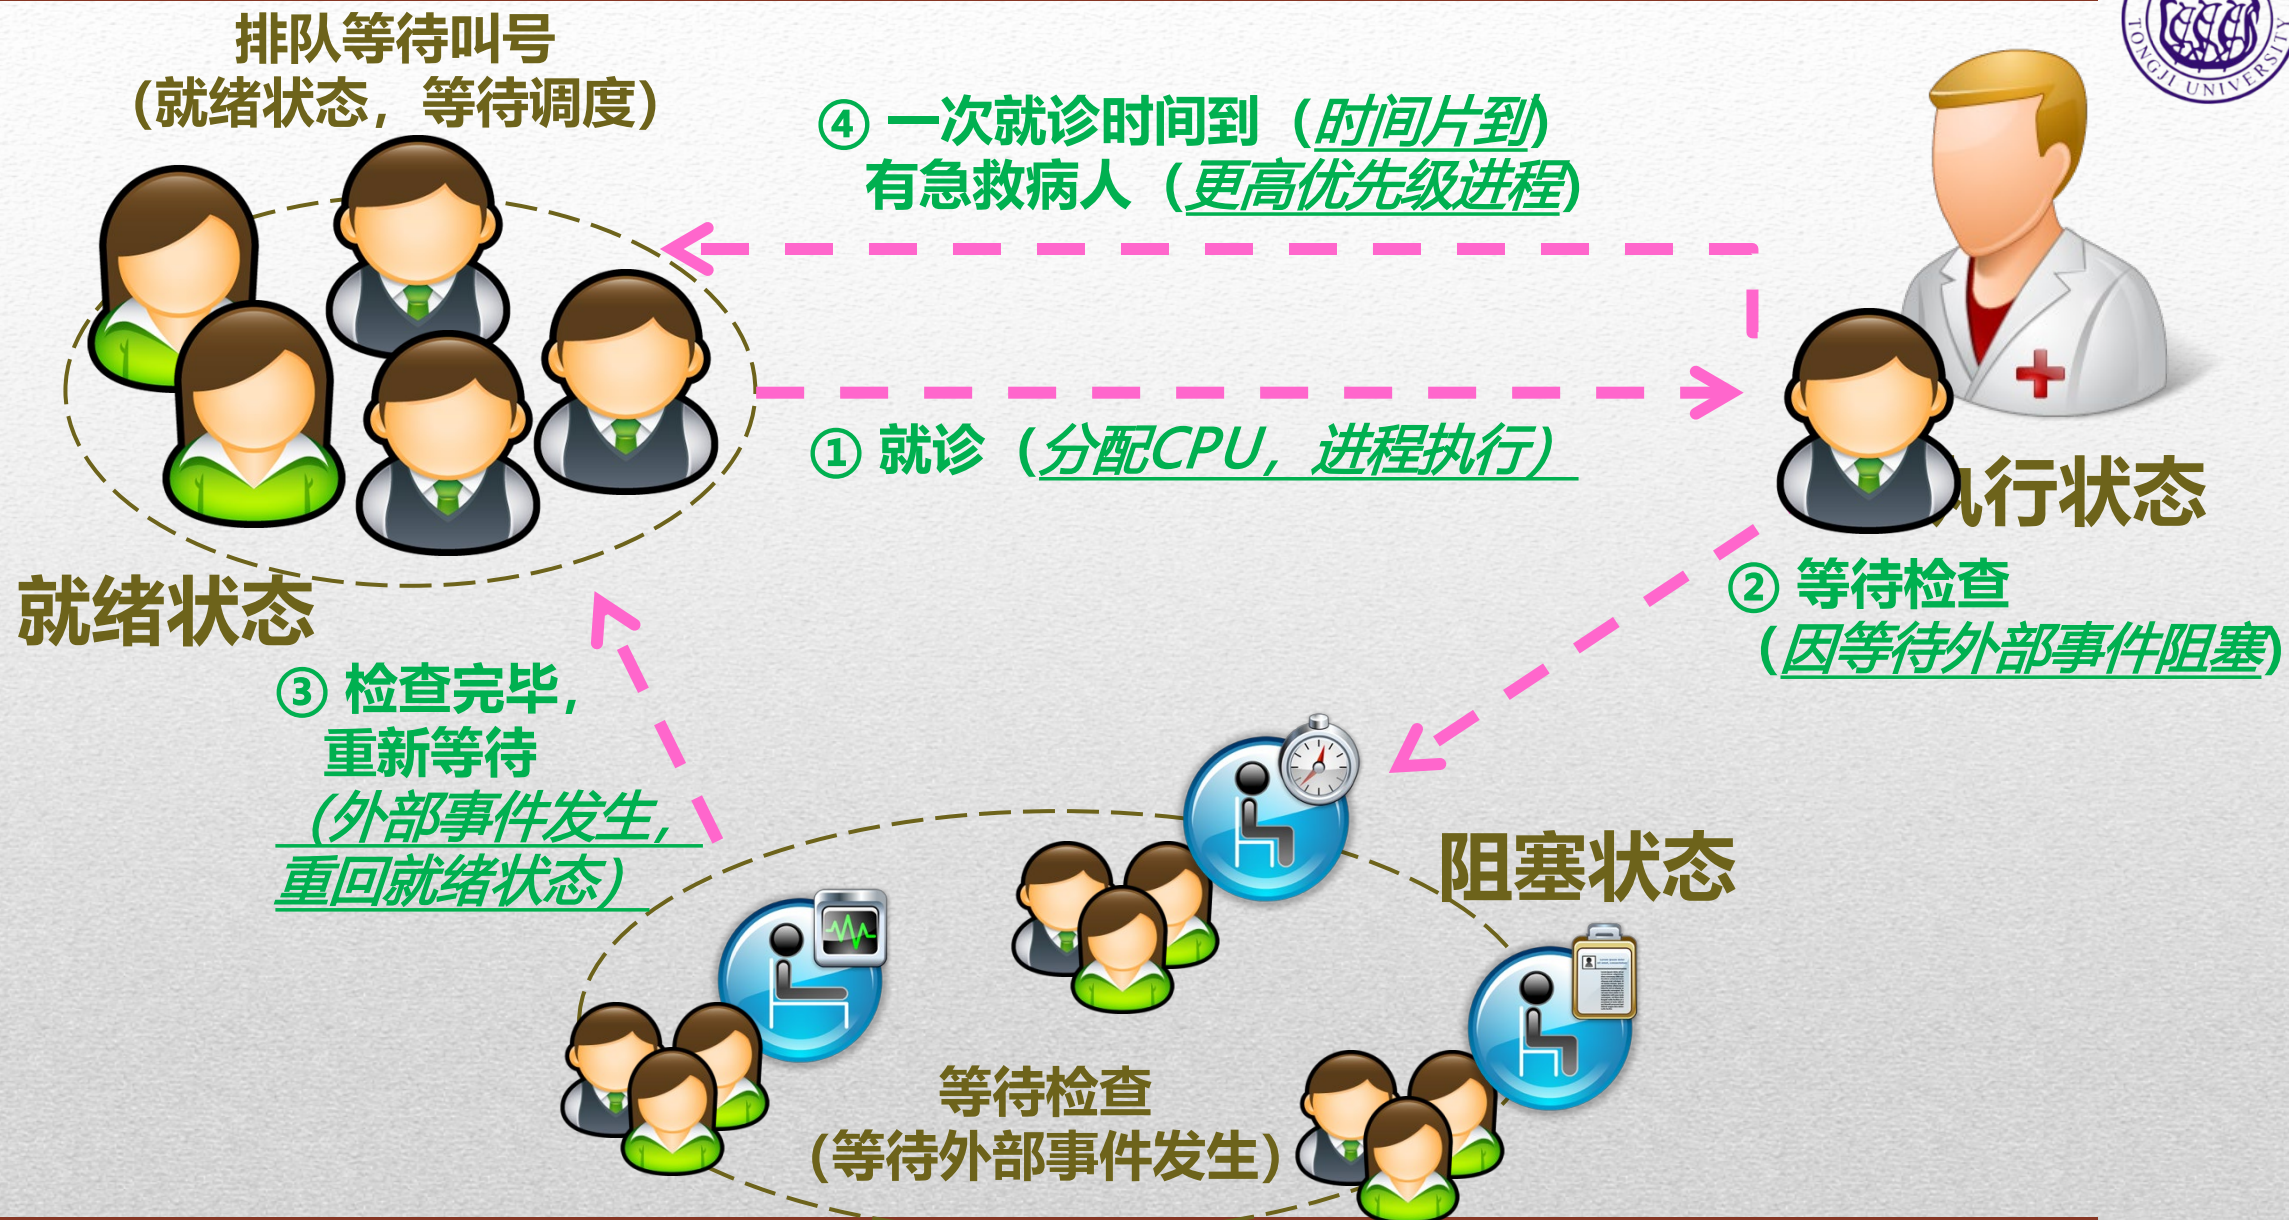 排队等待叫号
（就绪状态，等待调度）
④ 一次就诊时间到（时间片到）
有急救病人（更高优先级进程）
① 就诊（分配CPU，进程执行）
执行状态
② 等待检查
（因等待外部事件阻塞）
就绪状态
③ 检查完毕，
重新等待
（外部事件发生，
重回就绪状态）
阻塞状态
等待检查
（等待外部事件发生）
TONGJI UNIVERSITY